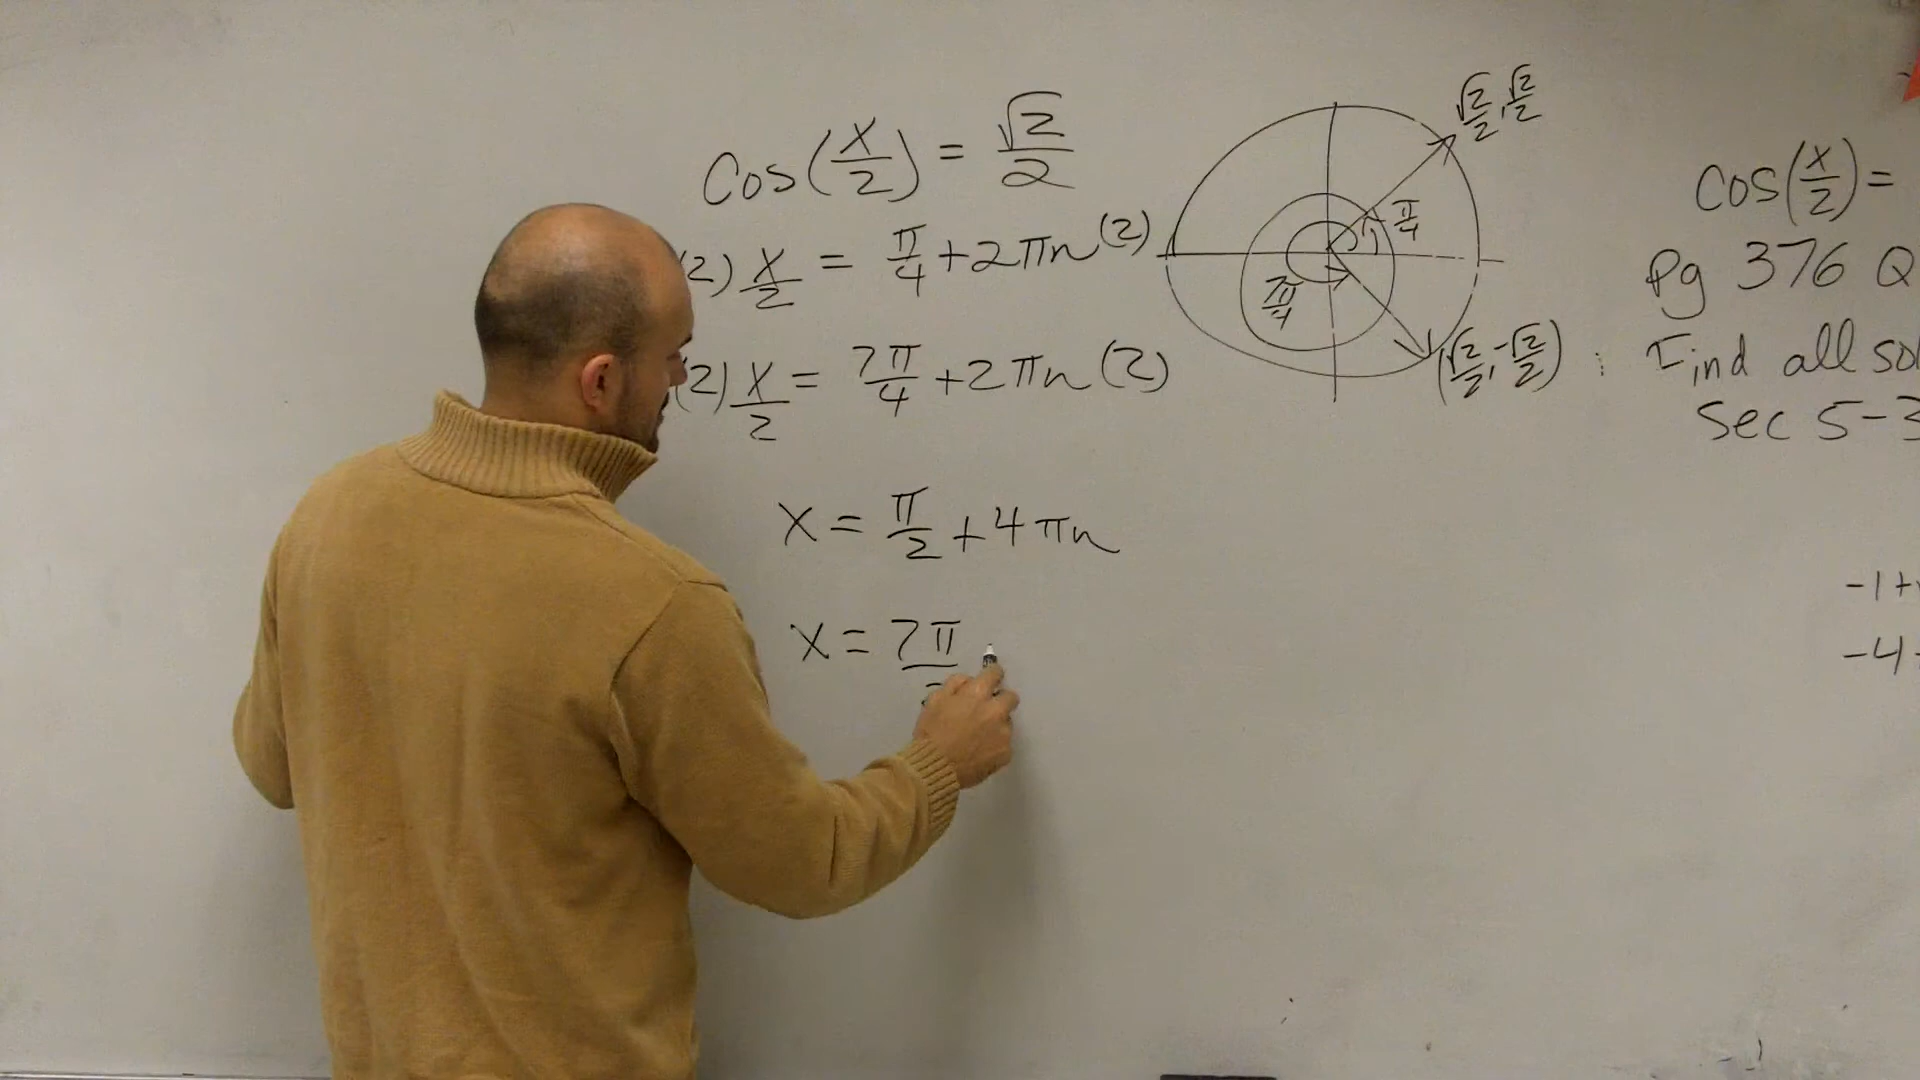 Cos(x/2) = √2/2
(2) x/2 = π/4 + 2πn (2)
(2) x/2 = 7π/4 + 2πn (2)
x = π/2 + 4πn
x = 7π
√2/2, √2/2
π/4
7π/4
(√2/2, -√2/2)
Cos(x/2) =
Pg 376 Q
Find all sol
Sec 5-3
-1+
-4